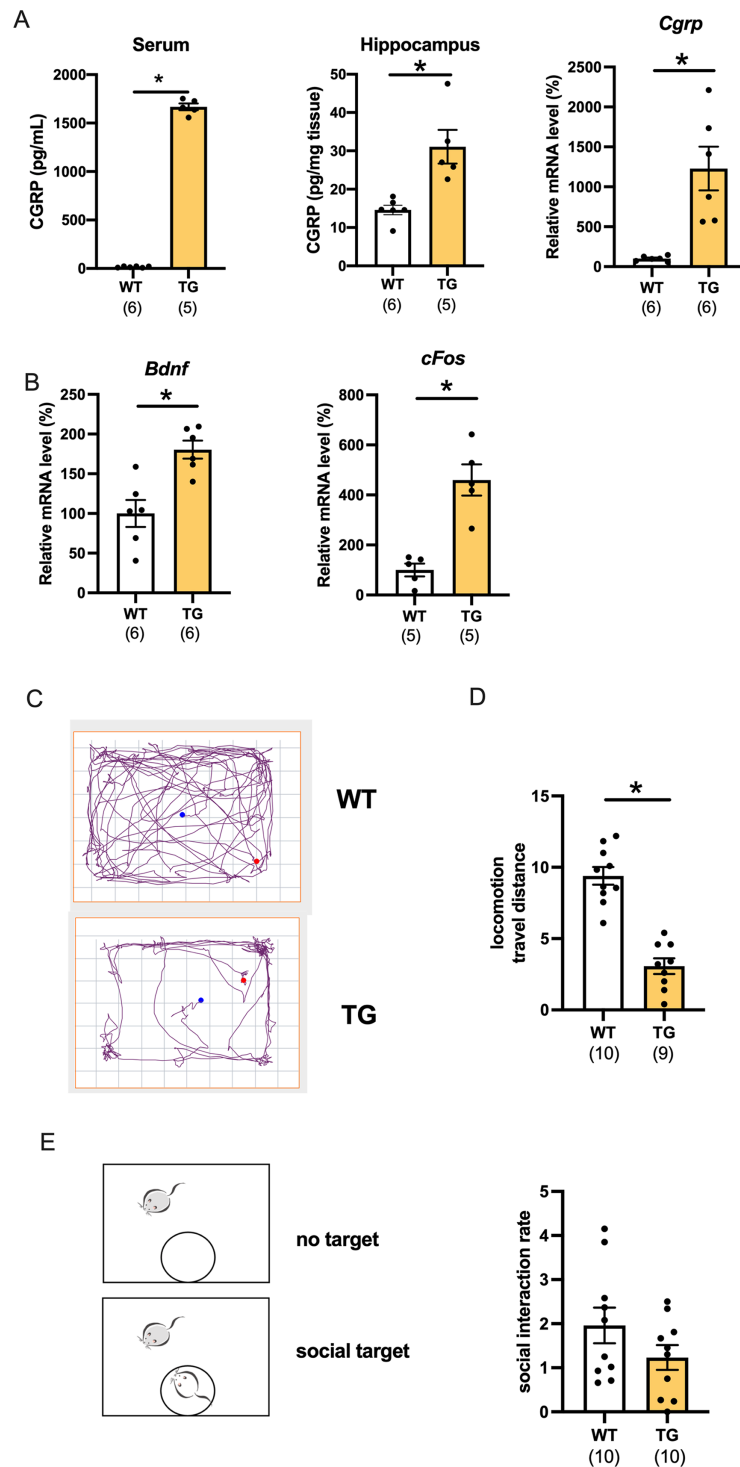 A
Serum
CGRP (pg/mL)
2000
1500
1000
500
0
*
WT
(6)
TG
(5)
Hippocampus
CGRP (pg/mg tissue)
50
40
30
20
10
0
*
WT
(6)
TG
(5)
Cgrp
Relative mRNA level (%)
2500
2000
1500
1000
500
0
*
WT
(6)
TG
(6)
B
Bdnf
Relative mRNA level (%)
250
200
150
100
50
0
*
WT
(6)
TG
(6)
cFos
Relative mRNA level (%)
800
600
400
200
0
*
WT
(5)
TG
(5)
C
WT
TG
D
locomotion
travel distance
15
10
5
0
*
WT
(10)
TG
(9)
E
no target
social target
social interaction rate
5
4
3
2
1
0
WT
(10)
TG
(10)